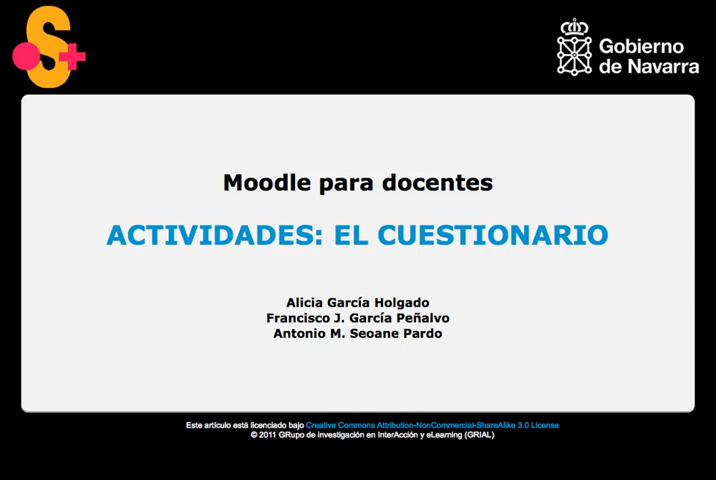 S
Gobierno
de Navarra
Moodle para docentes
ACTIVIDADES: EL CUESTIONARIO
Alicia García Holgado
Francisco J. García Peñalvo
Antonio M. Seoane Pardo
Este artículo está licenciado bajo Creative Commons Attribution-NonCommercial-ShareAlike 3.0 License
© 2011 GRupo de investigación en InterAcción y eLearning (GRIAL)